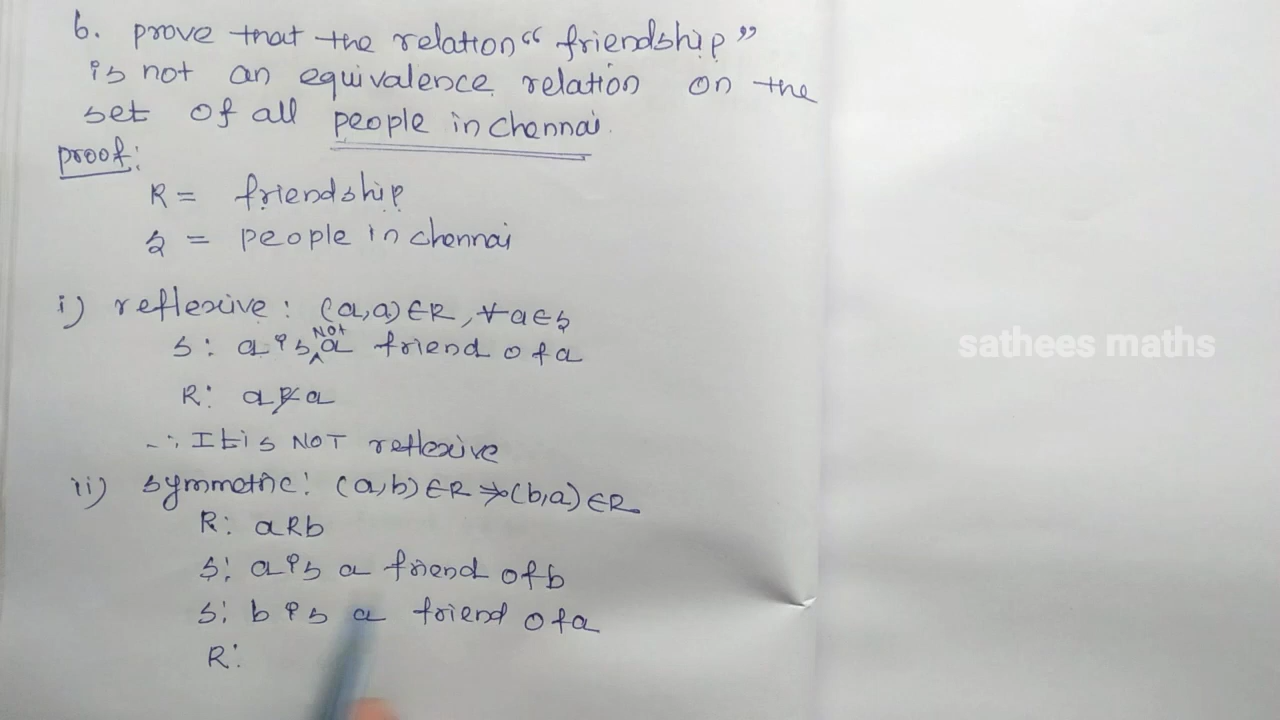 6. prove that the relation "friendship"
is not an equivalence relation on the
set of all people in chennai.
proof:
R = friendship
S = people in chennai
i) reflexive: (a,a)∈R, ∀a∈S
S: a is NOT a friend of a
R: a R̸ a
∴ It is NOT reflexive
sathees maths
ii) symmetric: (a,b)∈R ⇒(b,a)∈R
R: aRb
S: a is a friend of b
S: b is a friend of a
R: